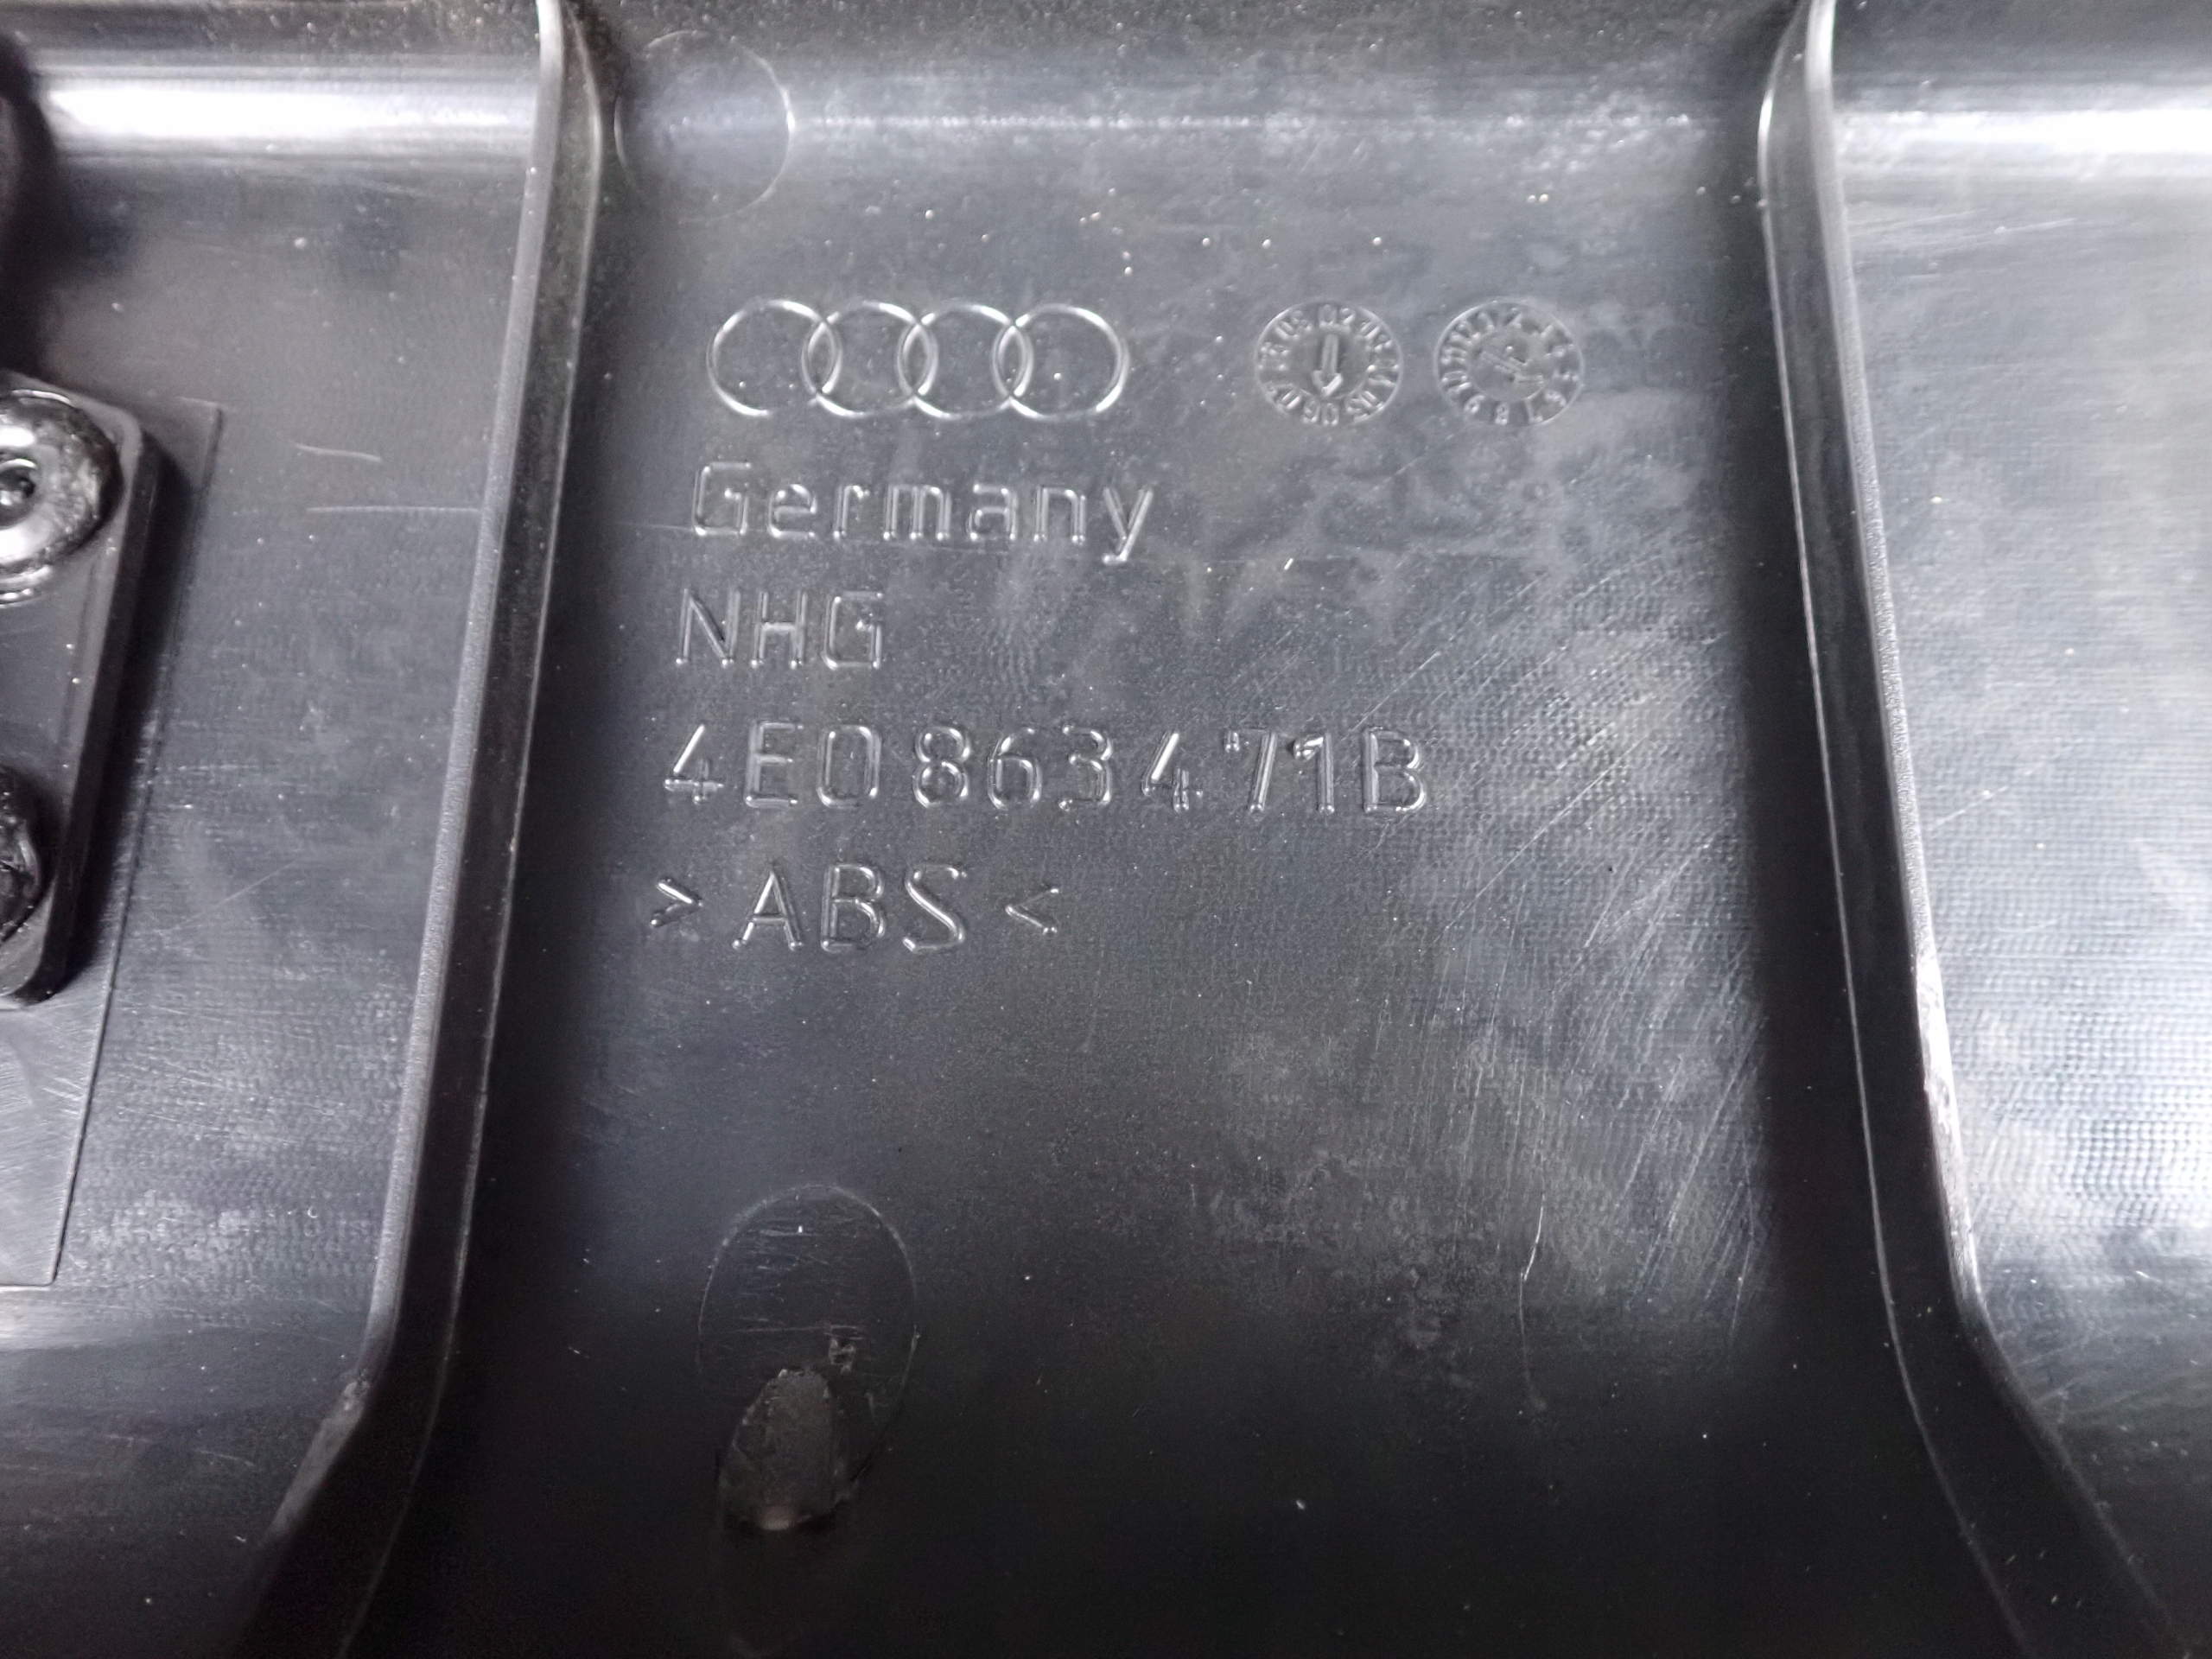 Germany
NHG
4E0863471B
>ABS<